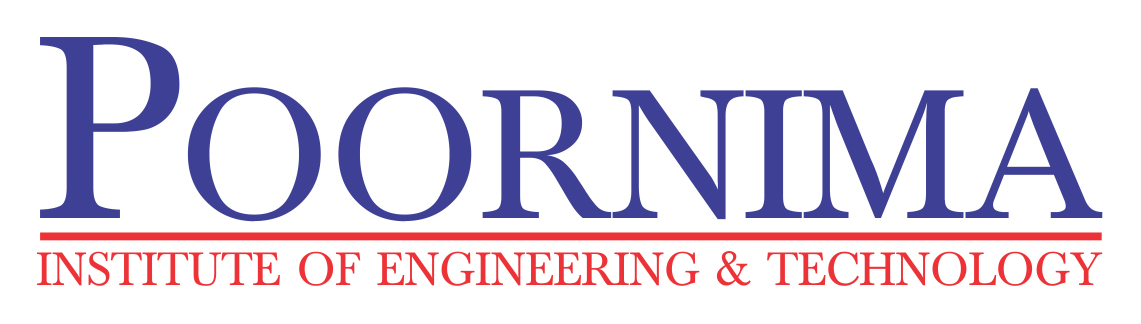 POORNIMA
INSTITUTE OF ENGINEERING & TECHNOLOGY